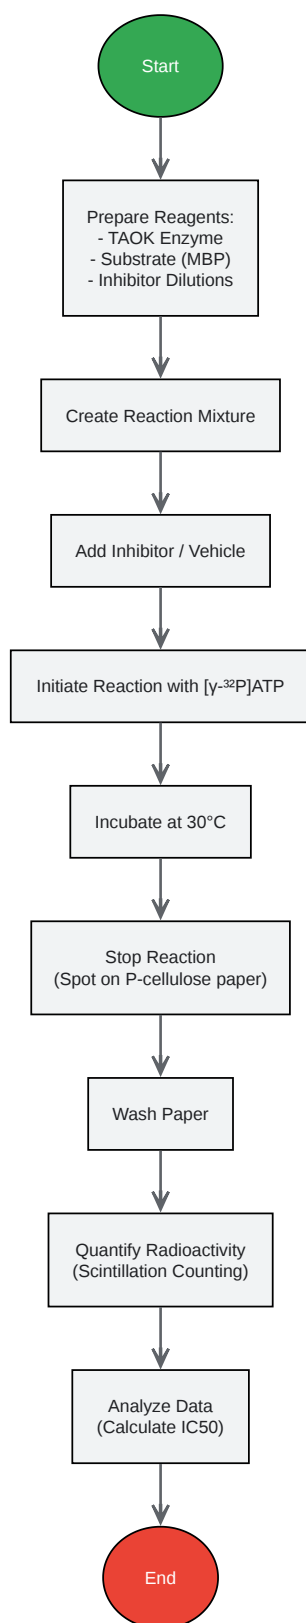 Start
Prepare Reagents:
- TAOK Enzyme
- Substrate (MBP)
- Inhibitor Dilutions
Create Reaction Mixture
Add Inhibitor / Vehicle
Initiate Reaction with [γ-³²P]ATP
Incubate at 30°C
Stop Reaction
(Spot on P-cellulose paper)
Wash Paper
Quantify Radioactivity
(Scintillation Counting)
Analyze Data
(Calculate IC50)
End